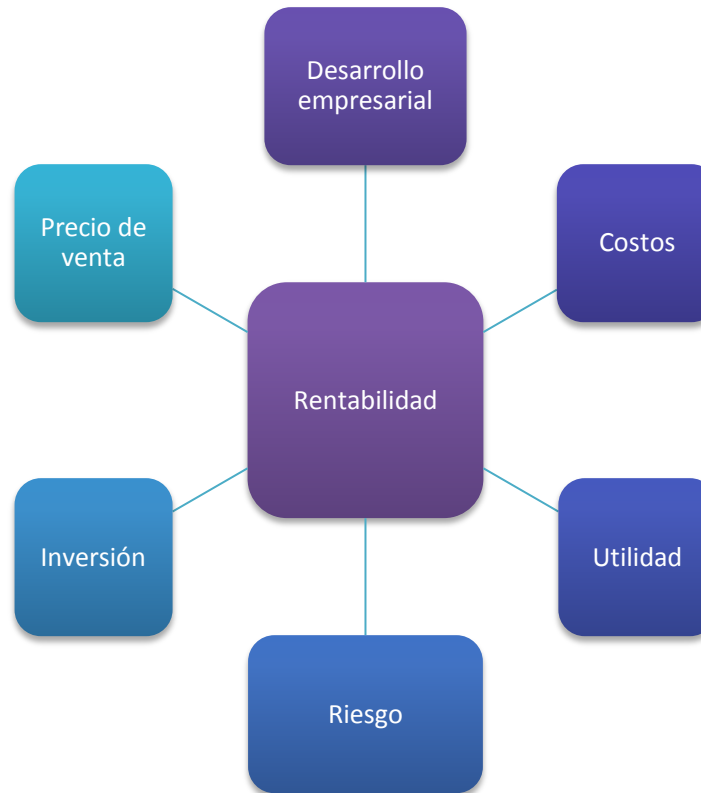 Desarrollo
empresarial
Precio de
venta
Costos
Rentabilidad
Inversión
Utilidad
Riesgo